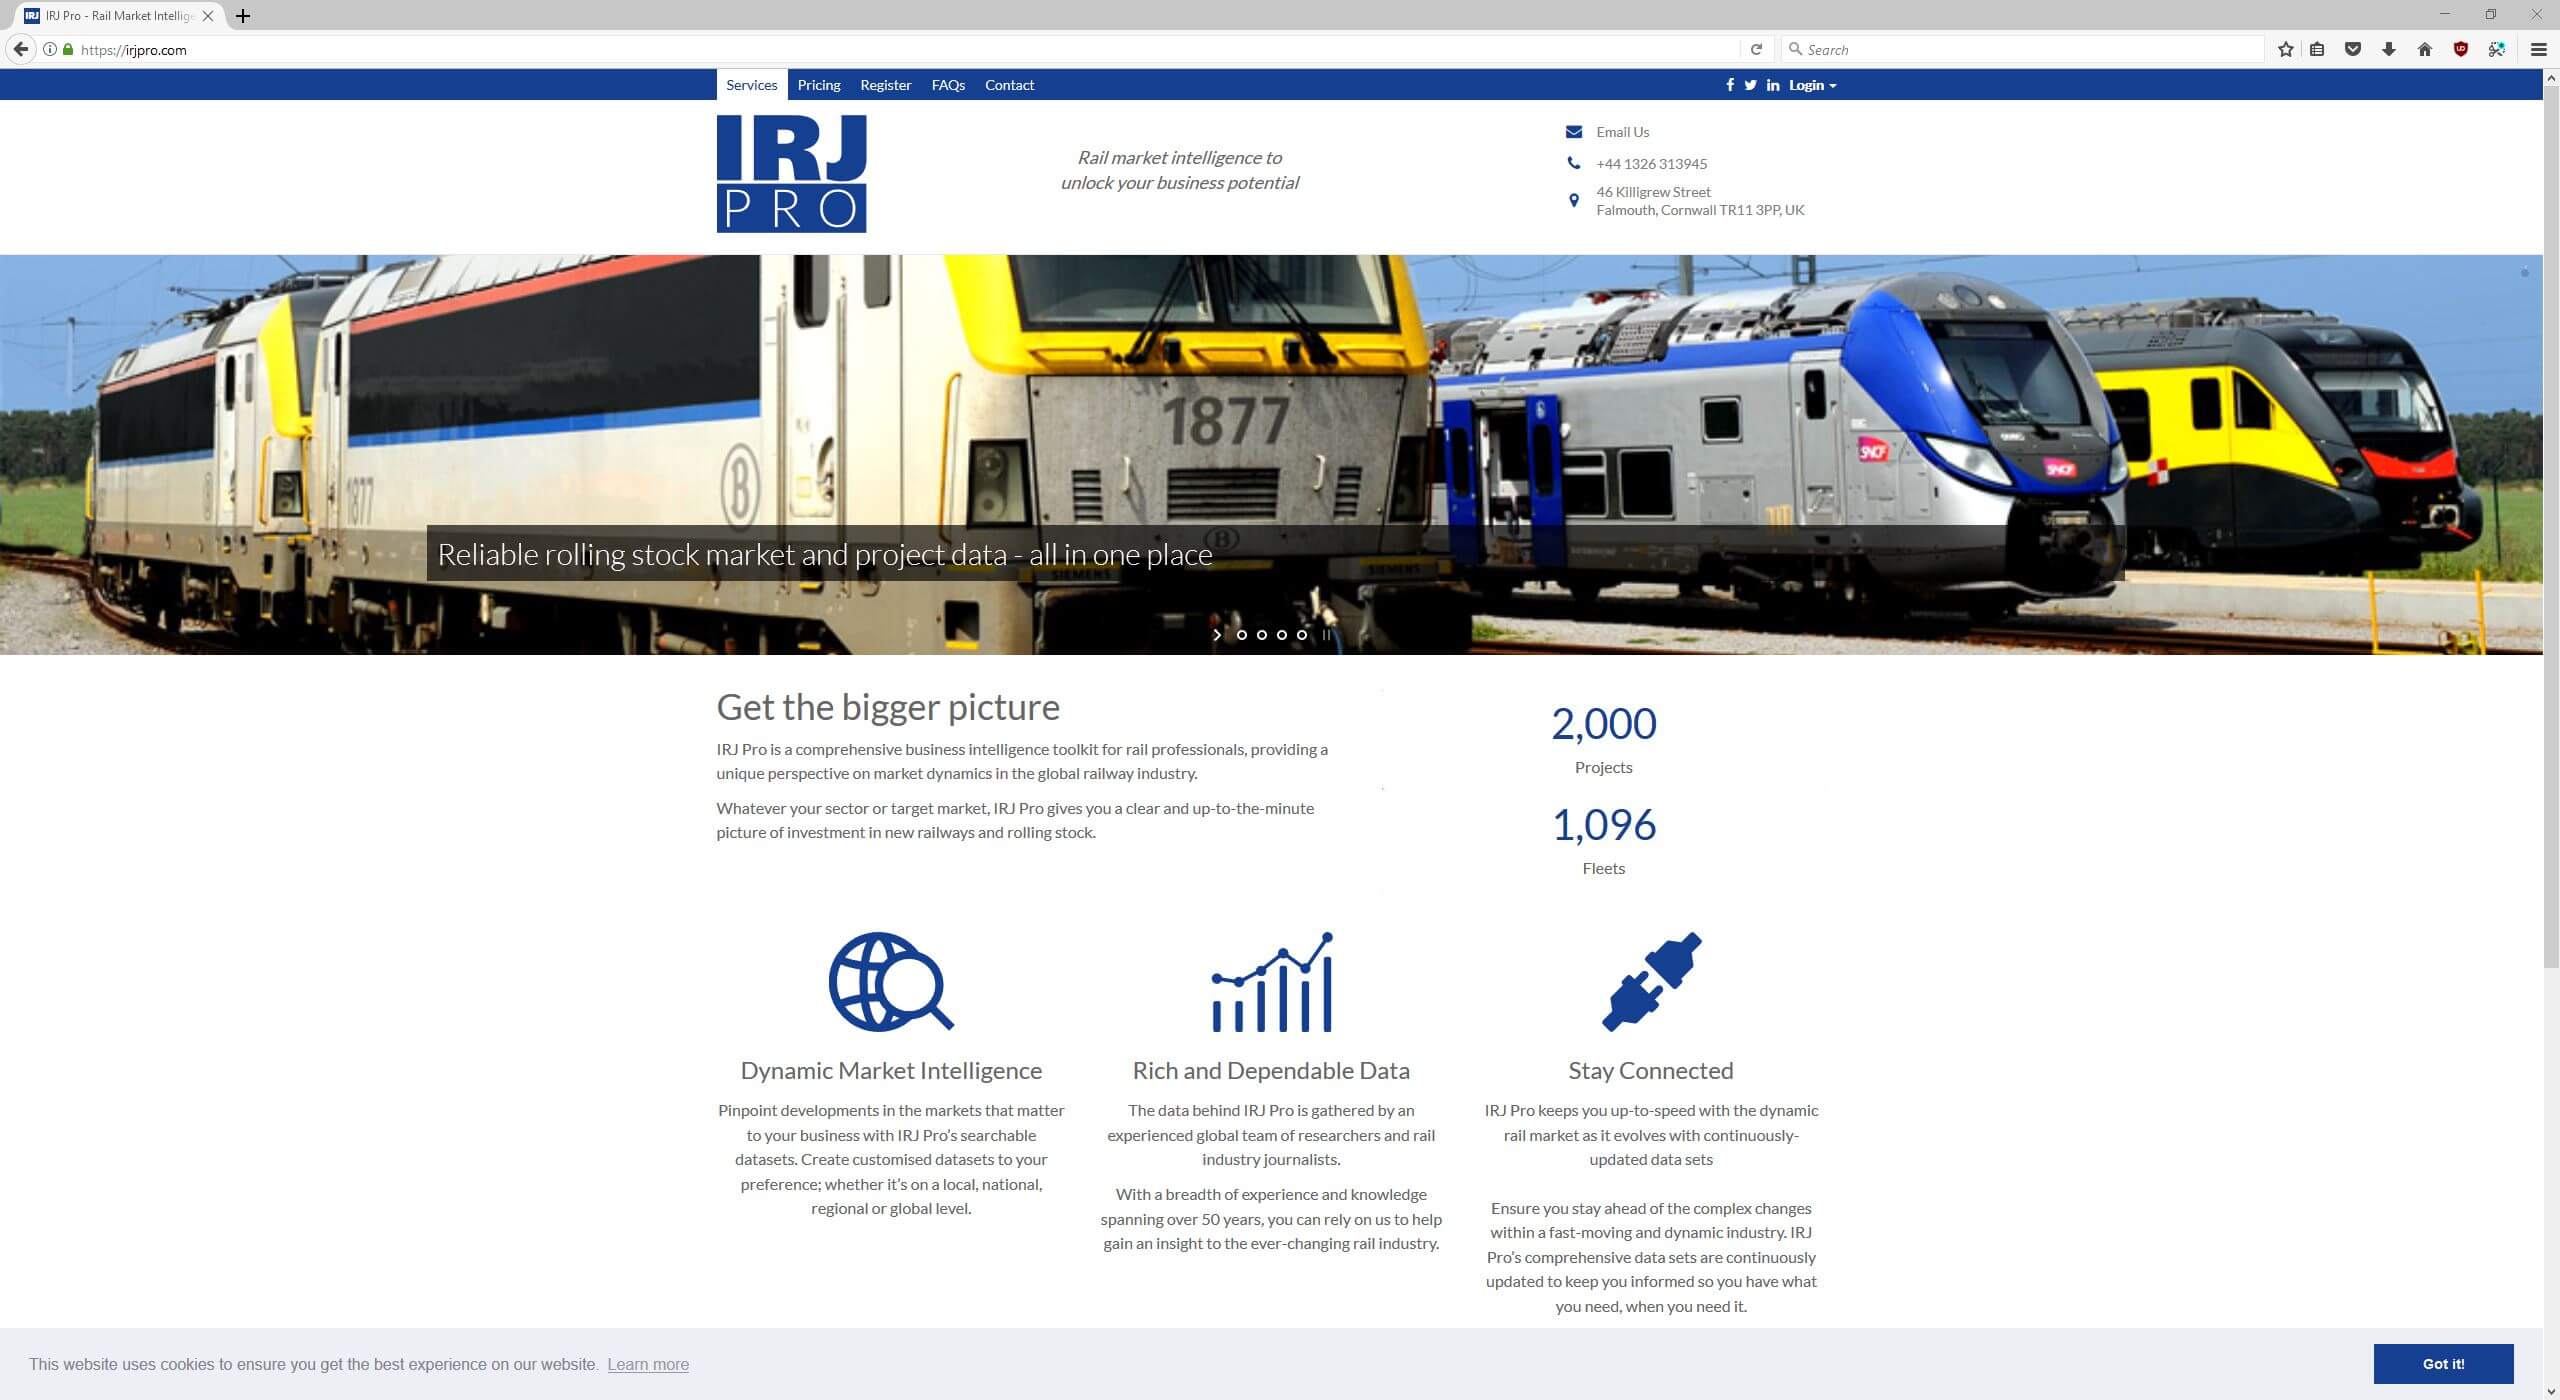 IRJ Pro - Rail Market Intellige
https://irjpro.com
Search
Services Pricing Register FAQs Contact
Login
IRJ
PRO
Rail market intelligence to
unlock your business potential
Email Us
+44 1326 313945
46 Killigrew Street
Falmouth, Cornwall TR11 3PP, UK
1877
B
1877
B
SIEMENS
SIEMENS
SNCF
SNCF
Reliable rolling stock market and project data - all in one place
Get the bigger picture
IRJ Pro is a comprehensive business intelligence toolkit for rail professionals, providing a
unique perspective on market dynamics in the global railway industry.
Whatever your sector or target market, IRJ Pro gives you a clear and up-to-the-minute
picture of investment in new railways and rolling stock.
2,000
Projects
1,096
Fleets
Dynamic Market Intelligence
Pinpoint developments in the markets that matter
to your business with IRJ Pro's searchable
datasets. Create customised datasets to your
preference; whether it's on a local, national,
regional or global level.
Rich and Dependable Data
The data behind IRJ Pro is gathered by an
experienced global team of researchers and rail
industry journalists.
With a breadth of experience and knowledge
spanning over 50 years, you can rely on us to help
gain an insight to the ever-changing rail industry.
Stay Connected
IRJ Pro keeps you up-to-speed with the dynamic
rail market as it evolves with continuously-
updated data sets
Ensure you stay ahead of the complex changes
within a fast-moving and dynamic industry. IRJ
Pro's comprehensive data sets are continuously
updated to keep you informed so you have what
you need, when you need it.
This website uses cookies to ensure you get the best experience on our website. Learn more
Got it!